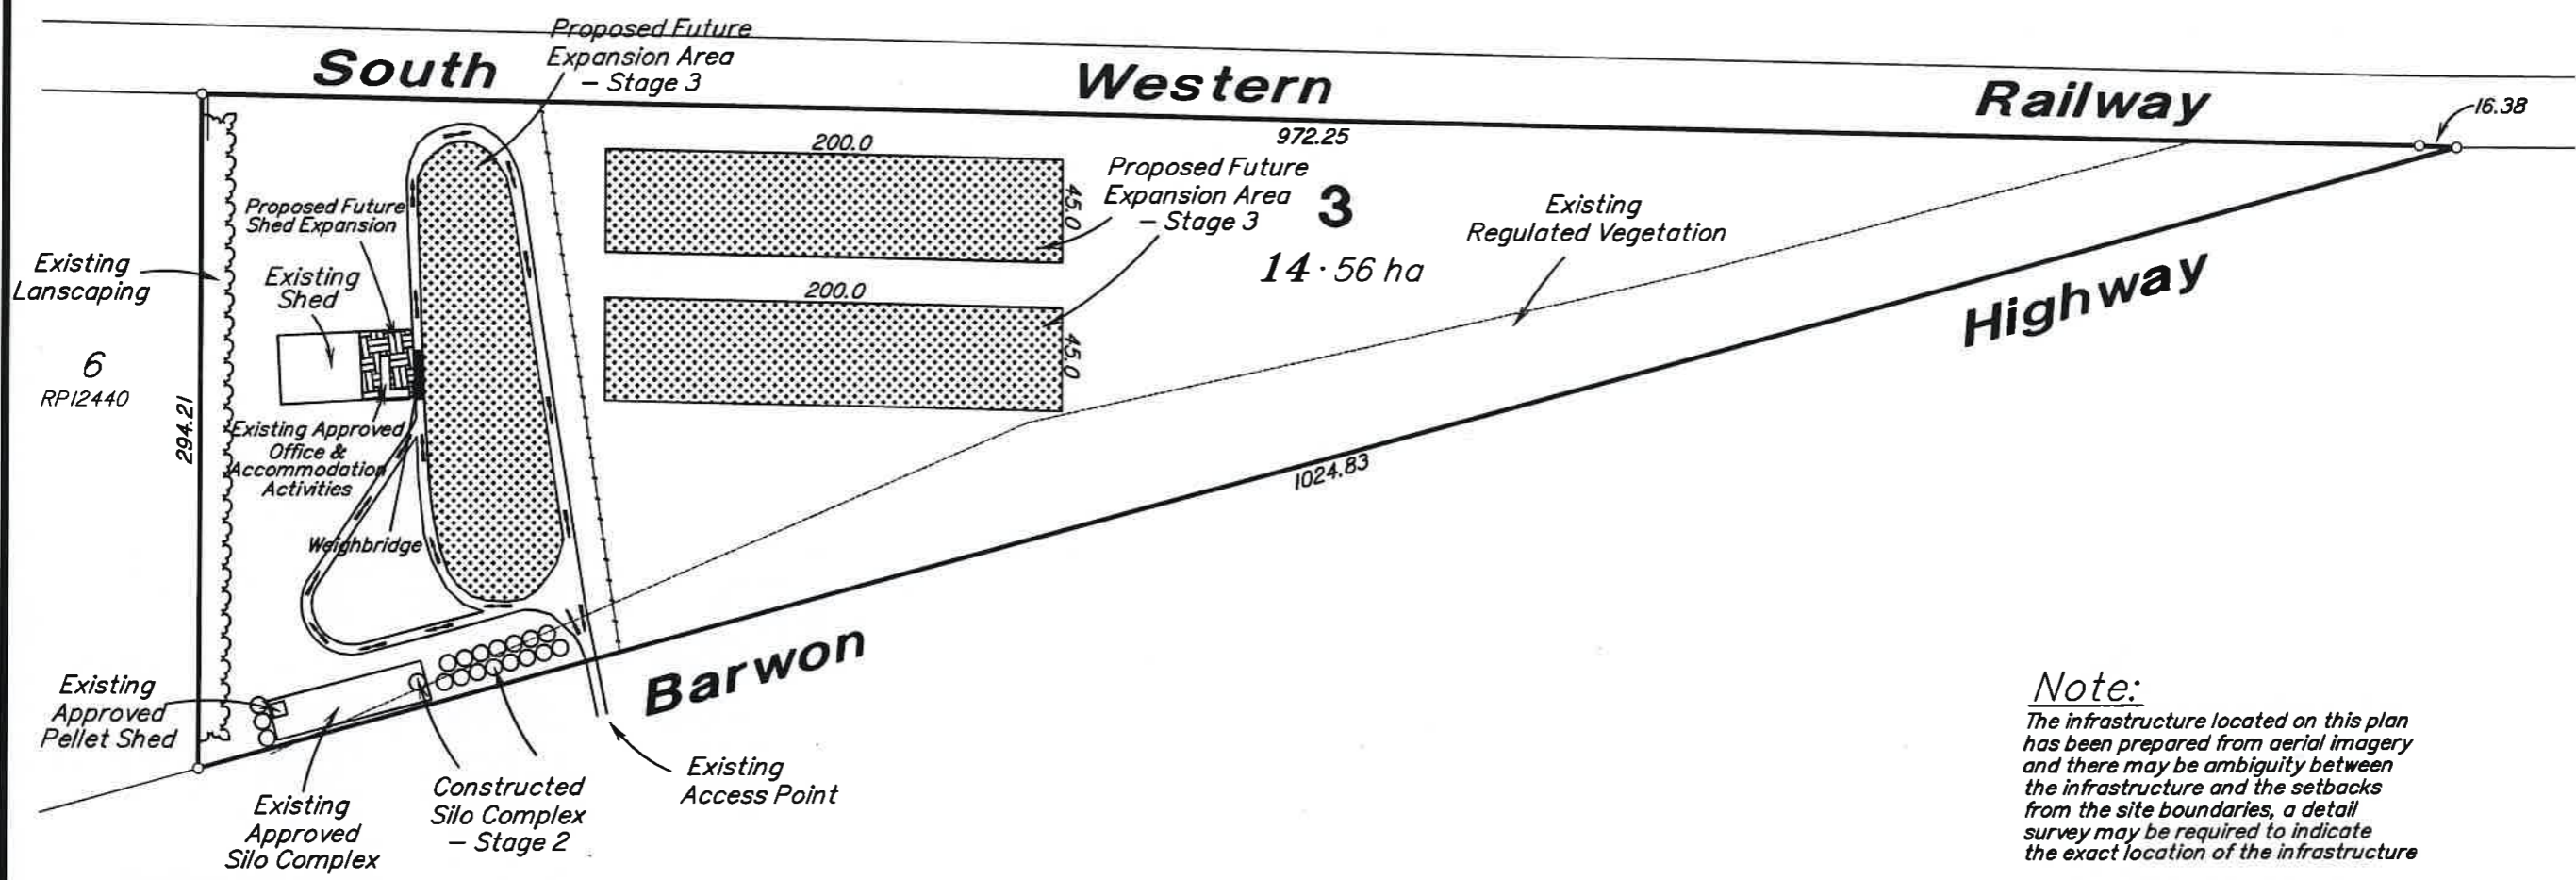 Proposed Future
Expansion Area
– Stage 3
South Western Railway
16.38
972.25
200.0
45.0
Proposed Future
Expansion Area
– Stage 3
3
14·56 ha
Existing
Regulated Vegetation
Proposed Future
Shed Expansion
Existing
Lanscaping
Existing
Shed
200.0
45.0
6
RP12440
294.21
Existing Approved
Office &
Accommodation
Activities
Weighbridge
1024.83
Barwon Highway
Existing
Approved
Pellet Shed
Existing
Approved
Silo Complex
Constructed
Silo Complex
– Stage 2
Existing
Access Point
Note:
The infrastructure located on this plan
has been prepared from aerial imagery
and there may be ambiguity between
the infrastructure and the setbacks
from the site boundaries, a detail
survey may be required to indicate
the exact location of the infrastructure